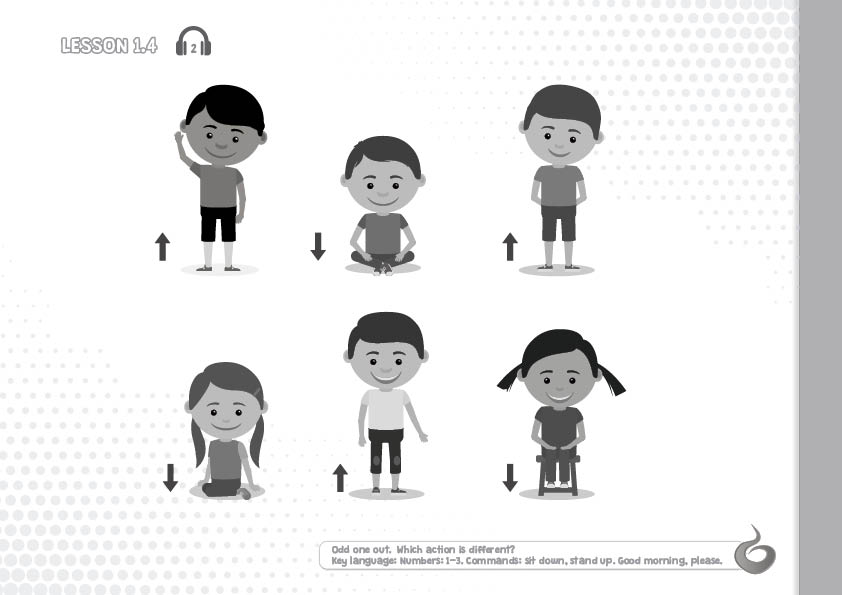 LESSON 1.4
2
Odd one out. Which action is different?
Key language: Numbers: 1-3. Commands: sit down, stand up. Good morning, please.